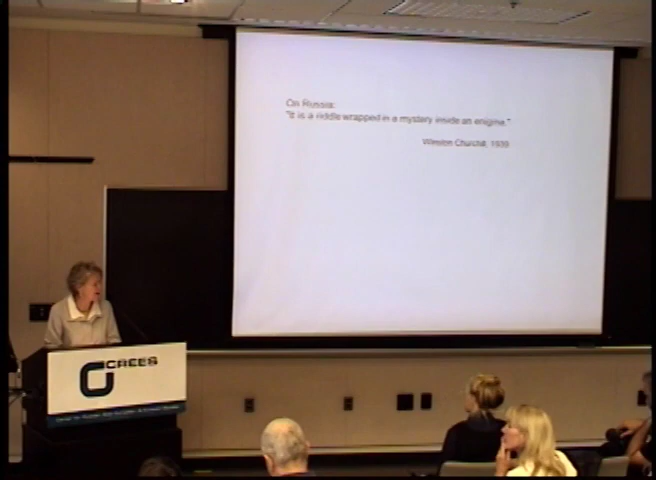 On Russia:
"It is a riddle wrapped in a mystery inside an enigma."
Winston Churchill, 1939
CREES